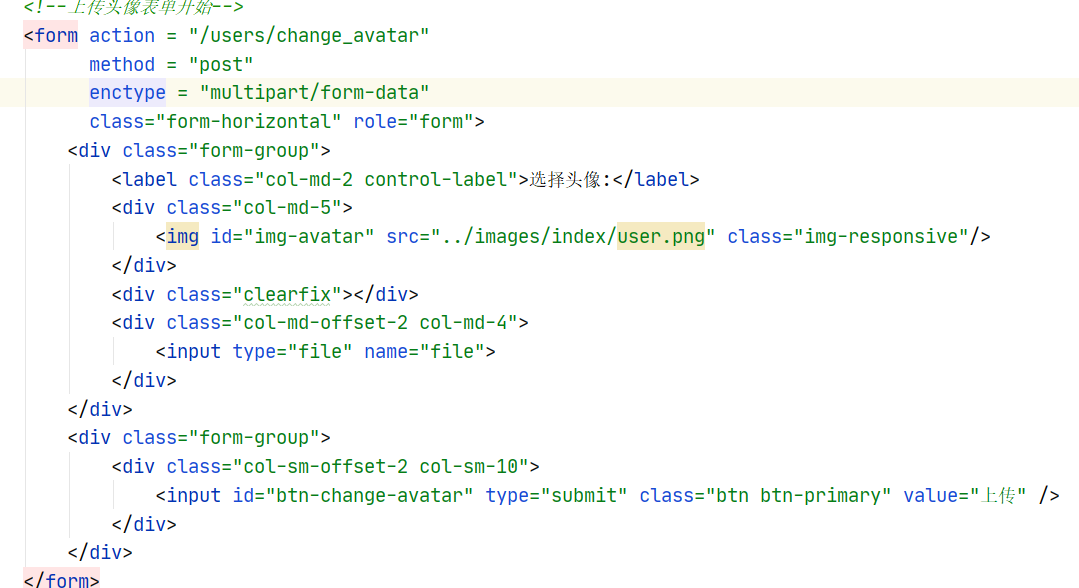 <!--上传头像表单开始-->
<form action = "/users/change_avatar"
method = "post"
enctype = "multipart/form-data"
class="form-horizontal" role="form">
<div class="form-group">
<label class="col-md-2 control-label">选择头像:</label>
<div class="col-md-5">
<img id="img-avatar" src="../images/index/user.png" class="img-responsive"/>
</div>
<div class="clearfix"></div>
<div class="col-md-offset-2 col-md-4">
<input type="file" name="file">
</div>
</div>
<div class="form-group">
<div class="col-sm-offset-2 col-sm-10">
<input id="btn-change-avatar" type="submit" class="btn btn-primary" value="上传" />
</div>
</div>
</form>